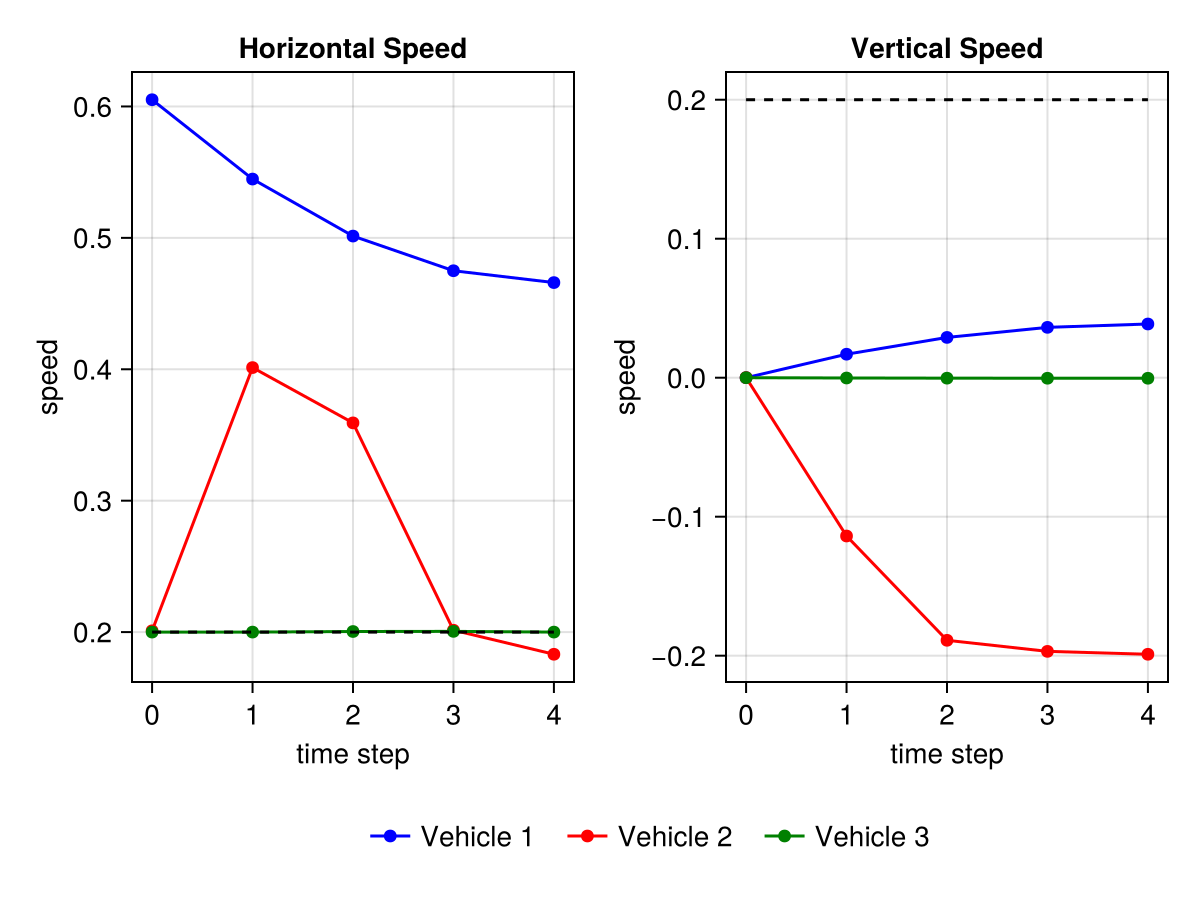 Horizontal Speed
0.6
0.5
0.4
0.3
0.2
speed
0 1 2 3 4
time step
Vertical Speed
0.2
0.1
0.0
−0.1
−0.2
speed
0 1 2 3 4
time step
Vehicle 1 Vehicle 2 Vehicle 3